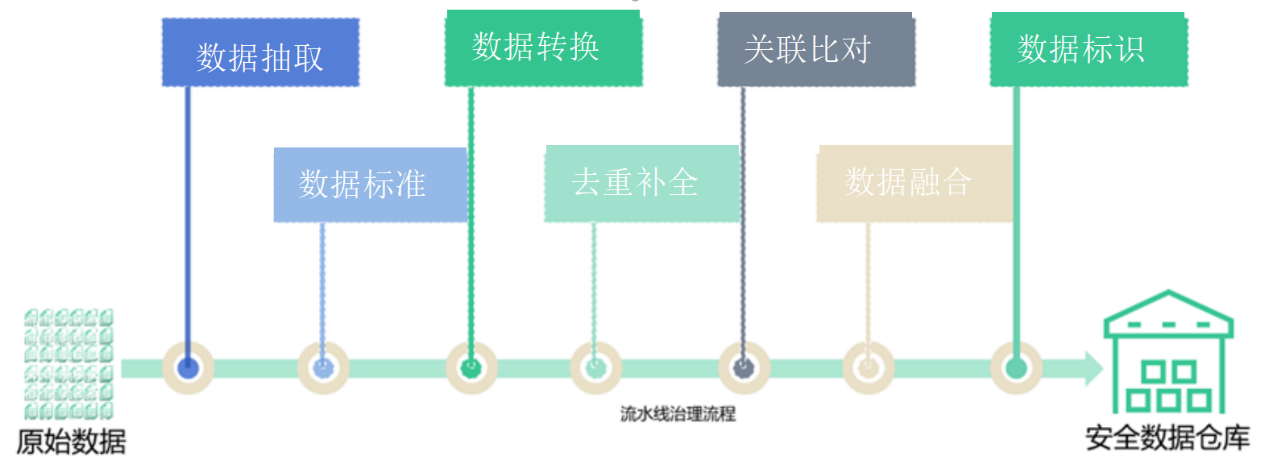 数据抽取
数据转换
关联比对
数据标识
数据标准
去重补全
数据融合
流水线治理流程
原始数据
安全数据仓库